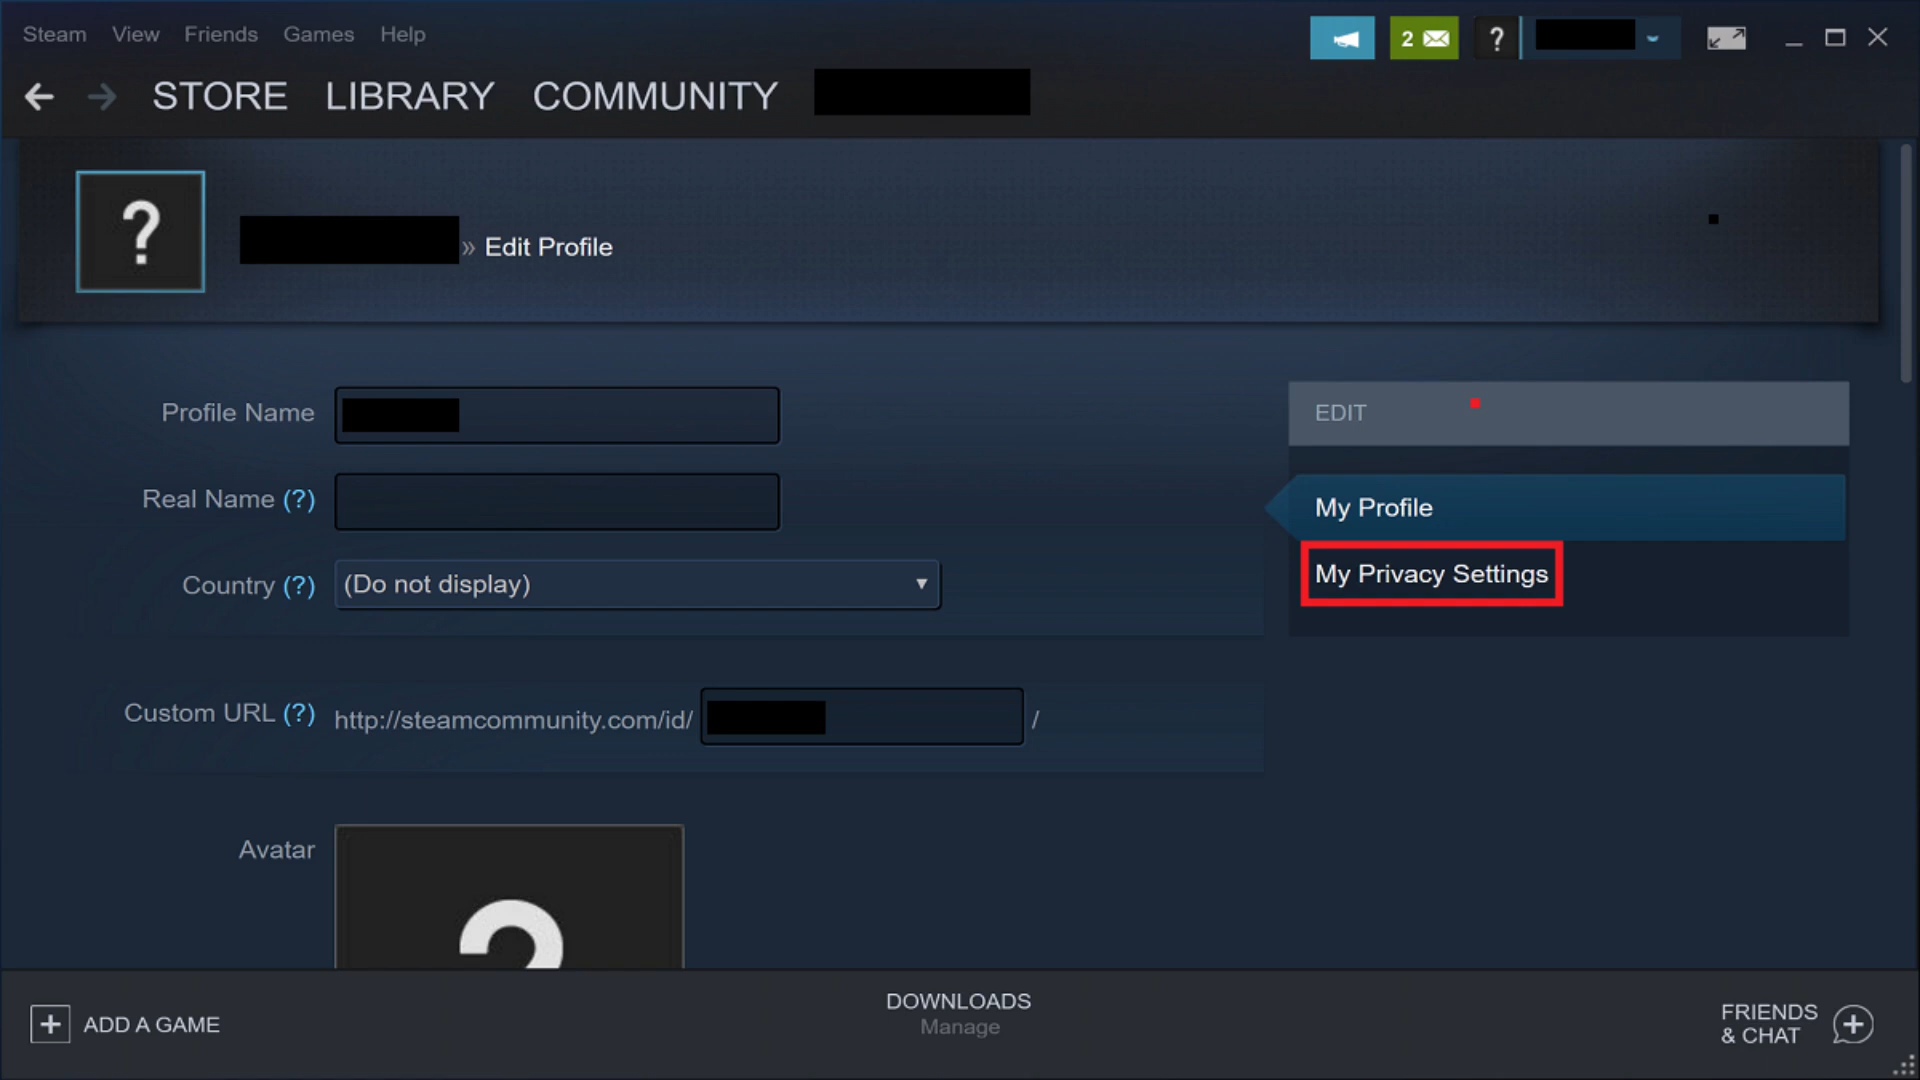 Steam View Friends Games Help
2 ?
STORE LIBRARY COMMUNITY
?
» Edit Profile
Profile Name
EDIT
Real Name (?)
My Profile
Country (?) (Do not display)
My Privacy Settings
Custom URL (?) http://steamcommunity.com/id/ /
Avatar
?
ADD A GAME
DOWNLOADS
Manage
FRIENDS
& CHAT